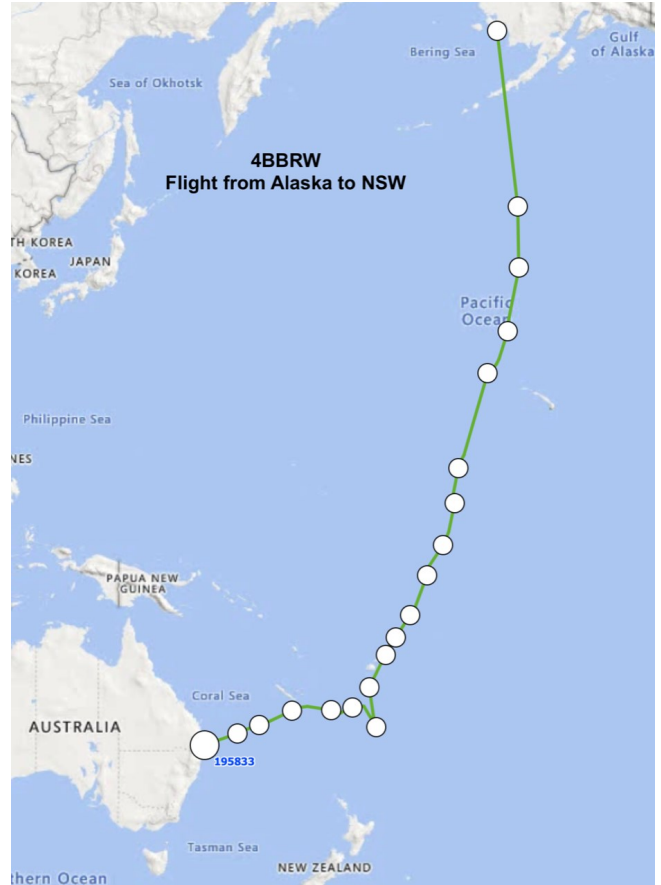 Gulf
of Alaska
Bering Sea
Sea of Okhotsk
4BBRW
Flight from Alaska to NSW
TH KOREA
KOREA
JAPAN
Pacific
Ocean
Philippine Sea
NES
PAPUA NEW
GUINEA
Coral Sea
AUSTRALIA
195833
Tasman Sea
NEW ZEALAND
thern Ocean